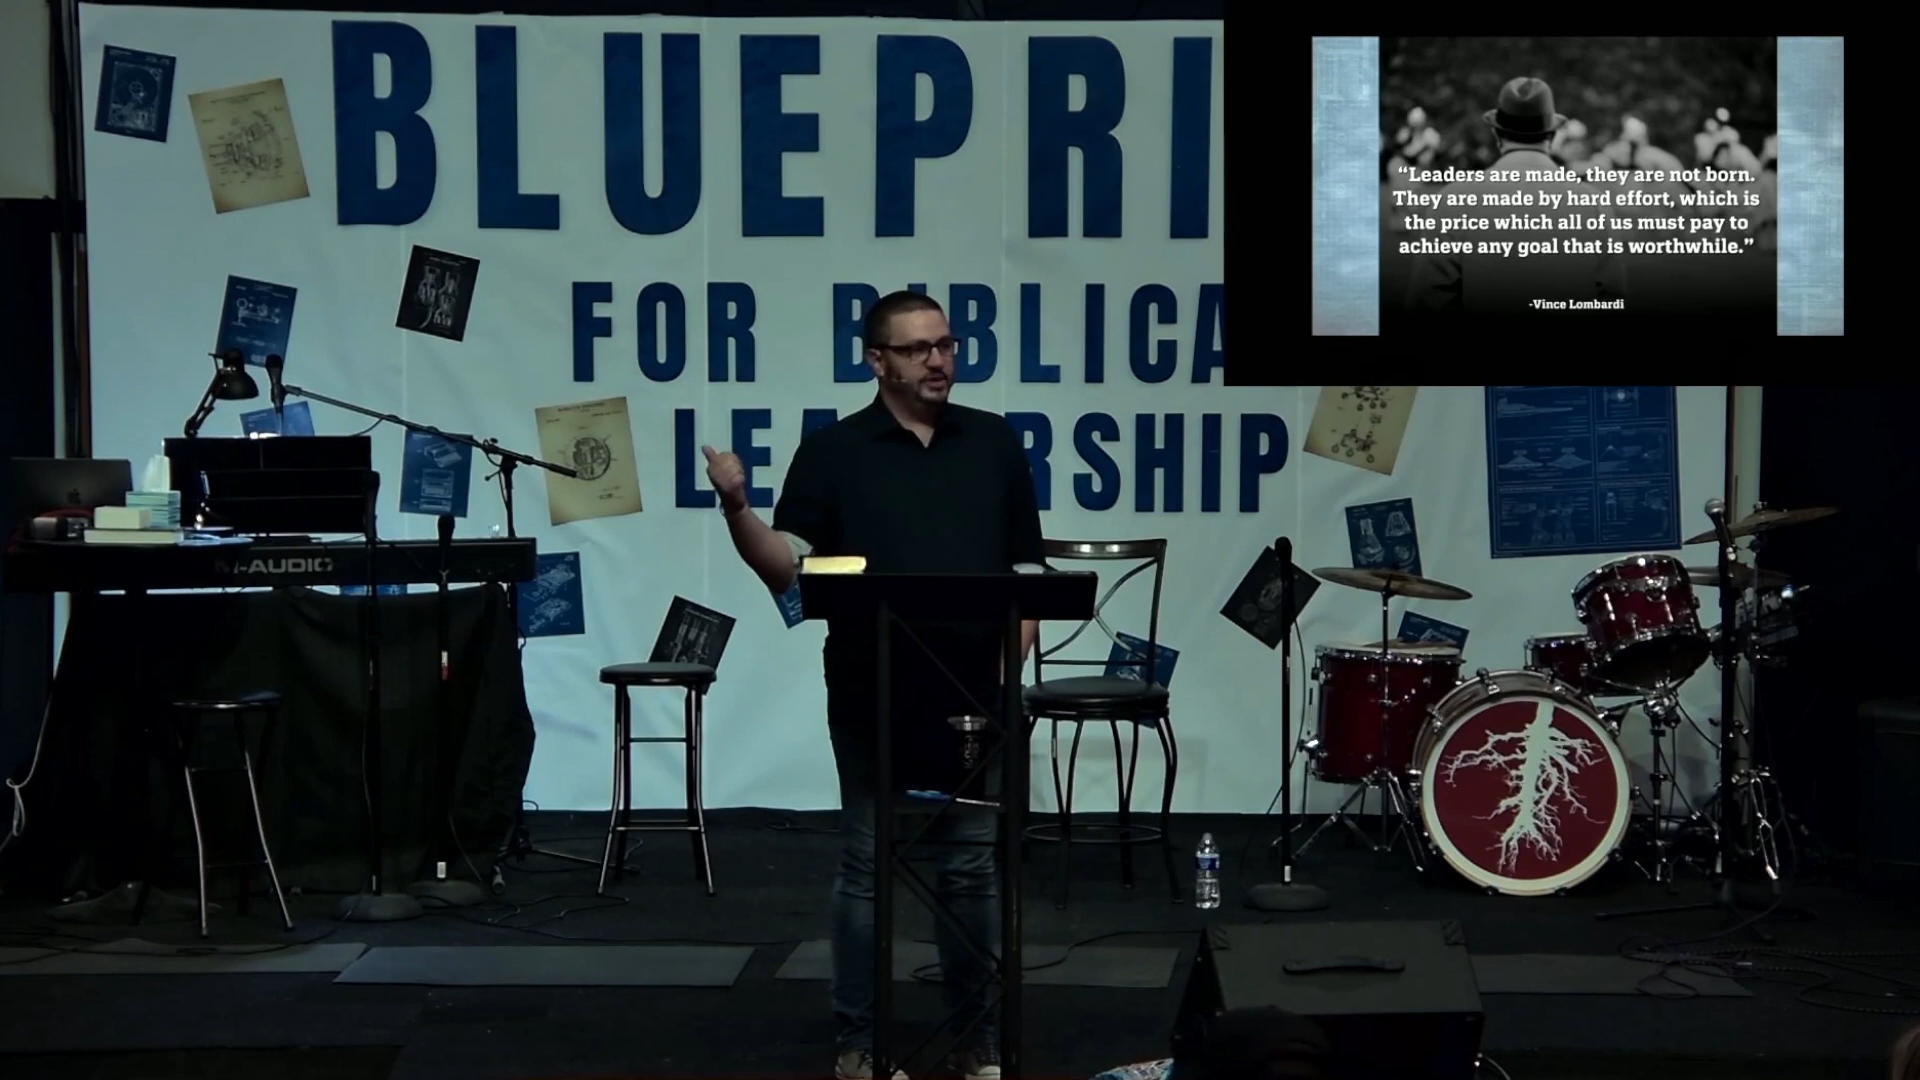 BLUEPRI
FOR BIBLICA
LEA RSHIP
“Leaders are made, they are not born.
They are made by hard effort, which is
the price which all of us must pay to
achieve any goal that is worthwhile.”
-Vince Lombardi
M-AUDIO